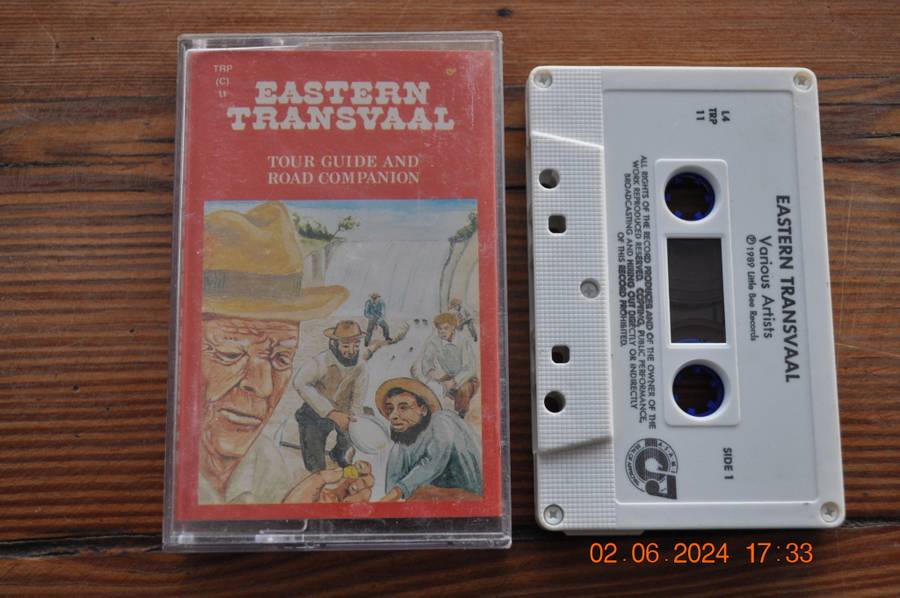 TRP
(C)
11
EASTERN
TRANSVAAL
TOUR GUIDE AND
ROAD COMPANION
L4
TRP
11
EASTERN TRANSVAAL
Various Artists
℗ 1989 Little Bee Records
SIDE 1
ALL RIGHTS OF THE RECORD PRODUCER AND OF THE OWNER OF THE
WORK REPRODUCED RESERVED. COPYING, PUBLIC PERFORMANCE,
BROADCASTING AND HIRING OUT DIRECTLY OR INDIRECTLY
OF THIS RECORD PROHIBITED.
02.06.2024 17:33